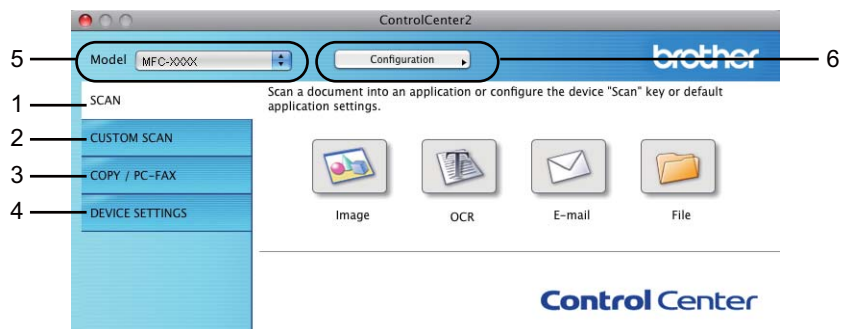 ControlCenter2
5
Model MFC-XXXX
Configuration
brother
6
1
SCAN
Scan a document into an application or configure the device "Scan" key or default
application settings.
2
CUSTOM SCAN
3
COPY / PC-FAX
4
DEVICE SETTINGS
Image
OCR
E-mail
File
Control Center